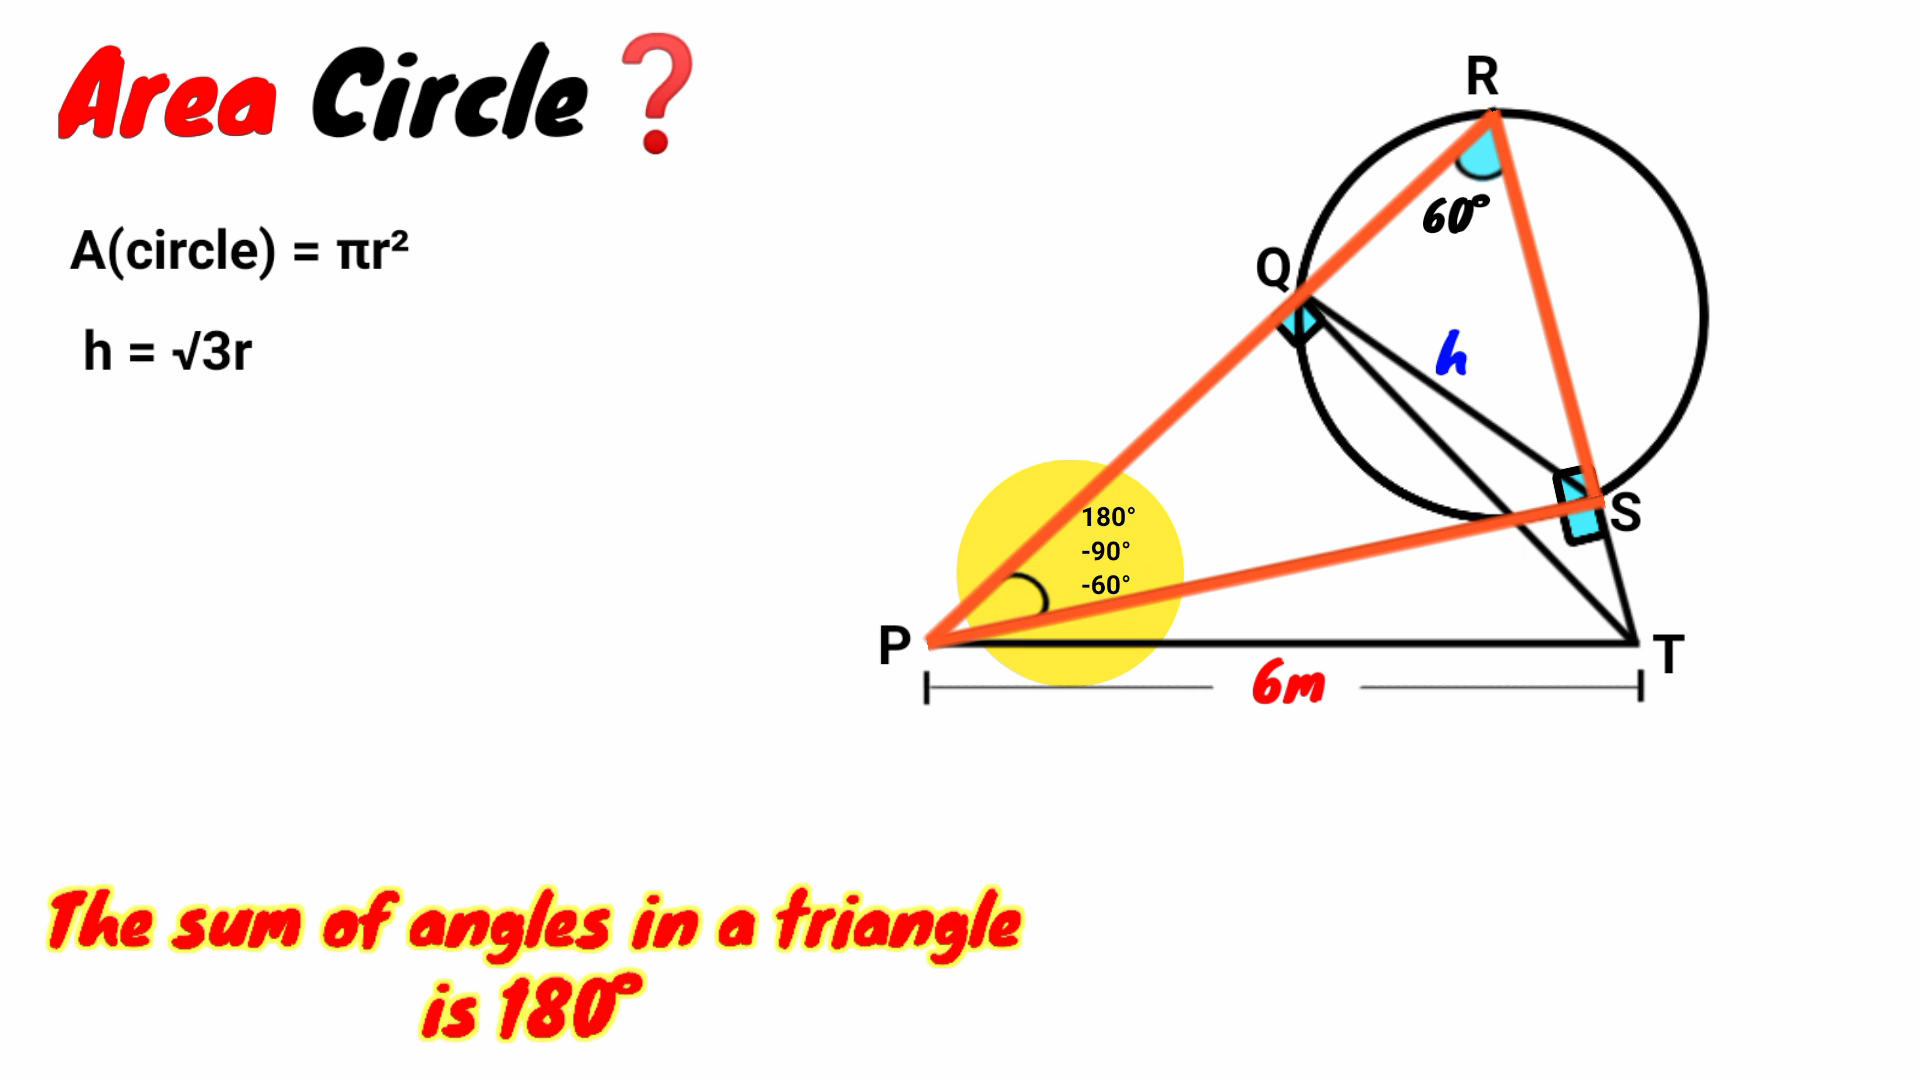 Area Circle❓
A(circle) = πr²
h = √3r
R
60°
Q
h
180°
-90°
-60°
S
P
T
6m
The sum of angles in a triangle
is 180°